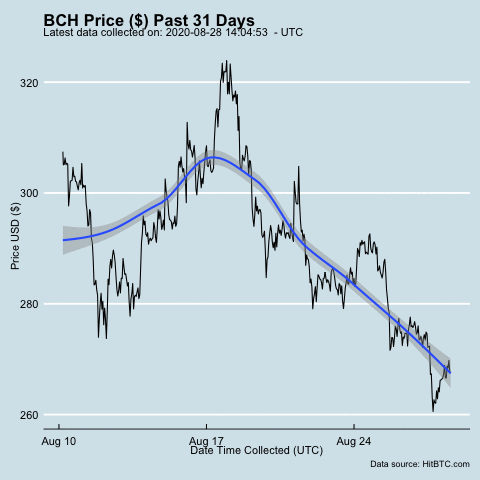 BCH Price ($) Past 31 Days
Latest data collected on: 2020-08-28 14:04:53  - UTC
Price USD ($)
320
300
280
260
Aug 10
Aug 17
Aug 24
Date Time Collected (UTC)
Data source: HitBTC.com